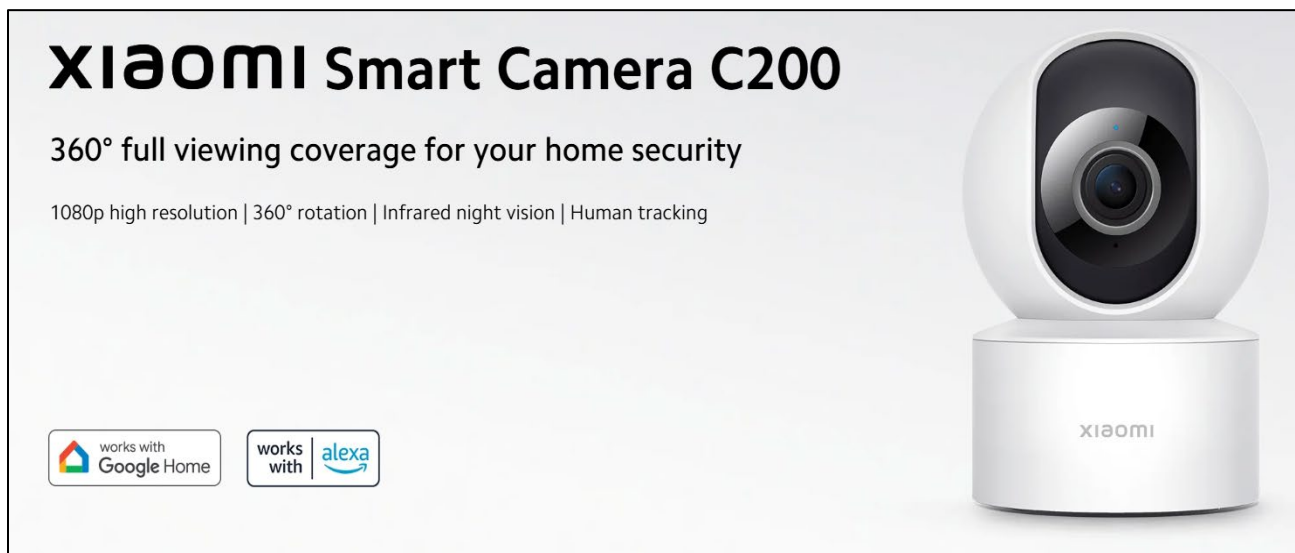 xiaomi Smart Camera C200
360° full viewing coverage for your home security
1080p high resolution | 360° rotation | Infrared night vision | Human tracking
works with
Google Home
works
with
alexa
xiaomi